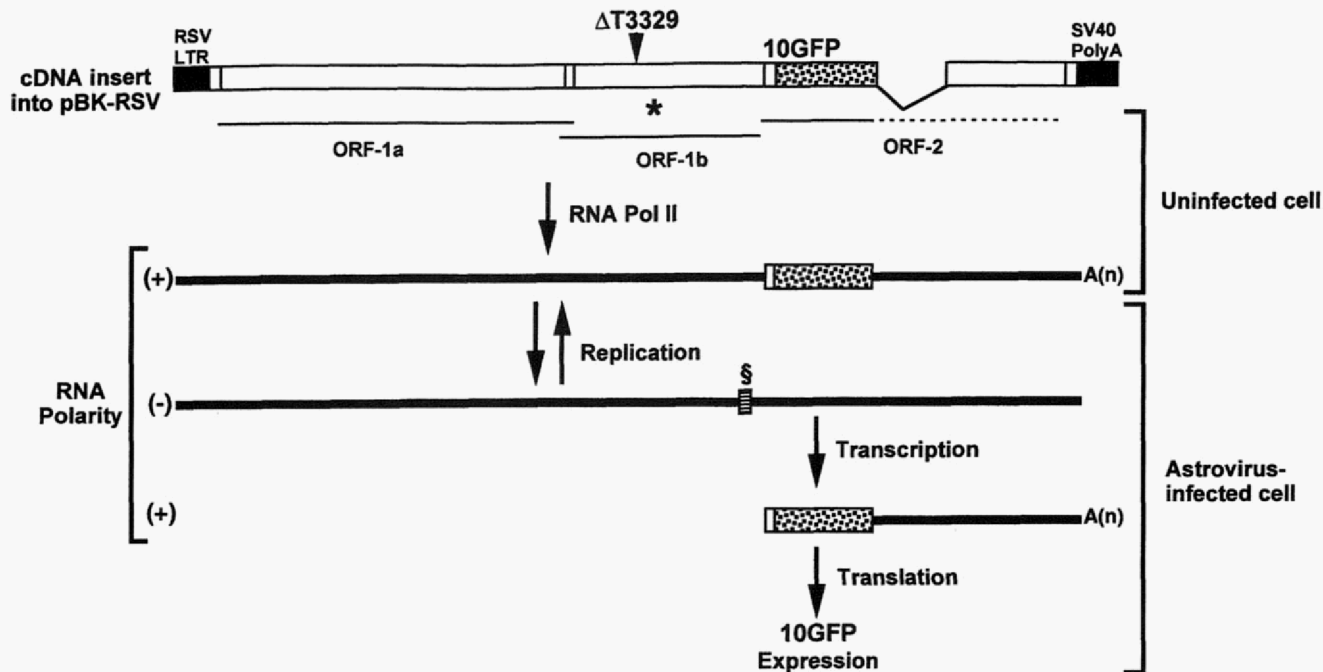 ΔT3329
RSV
LTR
10GFP
SV40
PolyA
cDNA insert
into pBK-RSV
*
ORF-1a
ORF-1b
ORF-2
Uninfected cell
RNA Pol II
(+)
A(n)
Replication
§
RNA
Polarity
(-)
Transcription
Astrovirus-
infected cell
(+)
A(n)
Translation
10GFP
Expression